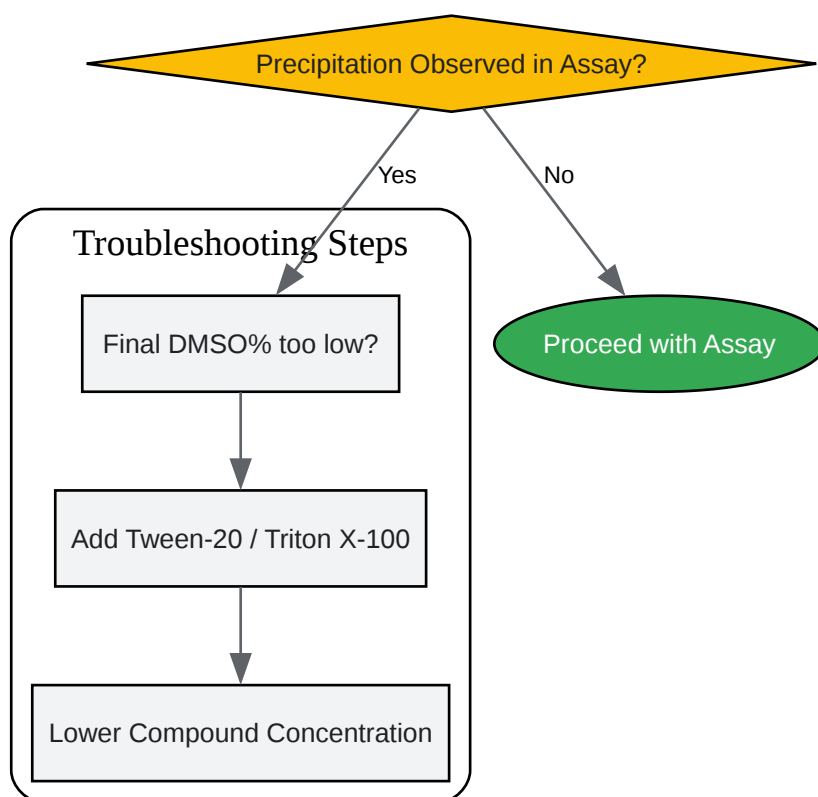 Precipitation Observed in Assay?
Yes
No
Troubleshooting Steps
Final DMSO% too low?
Proceed with Assay
Add Tween-20 / Triton X-100
Lower Compound Concentration